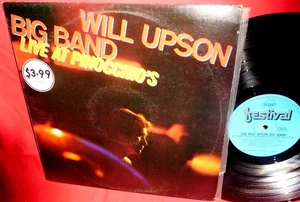 WILL UPSON
BIG BAND
LIVE AT PINOCCHIO'S
$3.99
festival
THE WILL UPSON BIG BAND